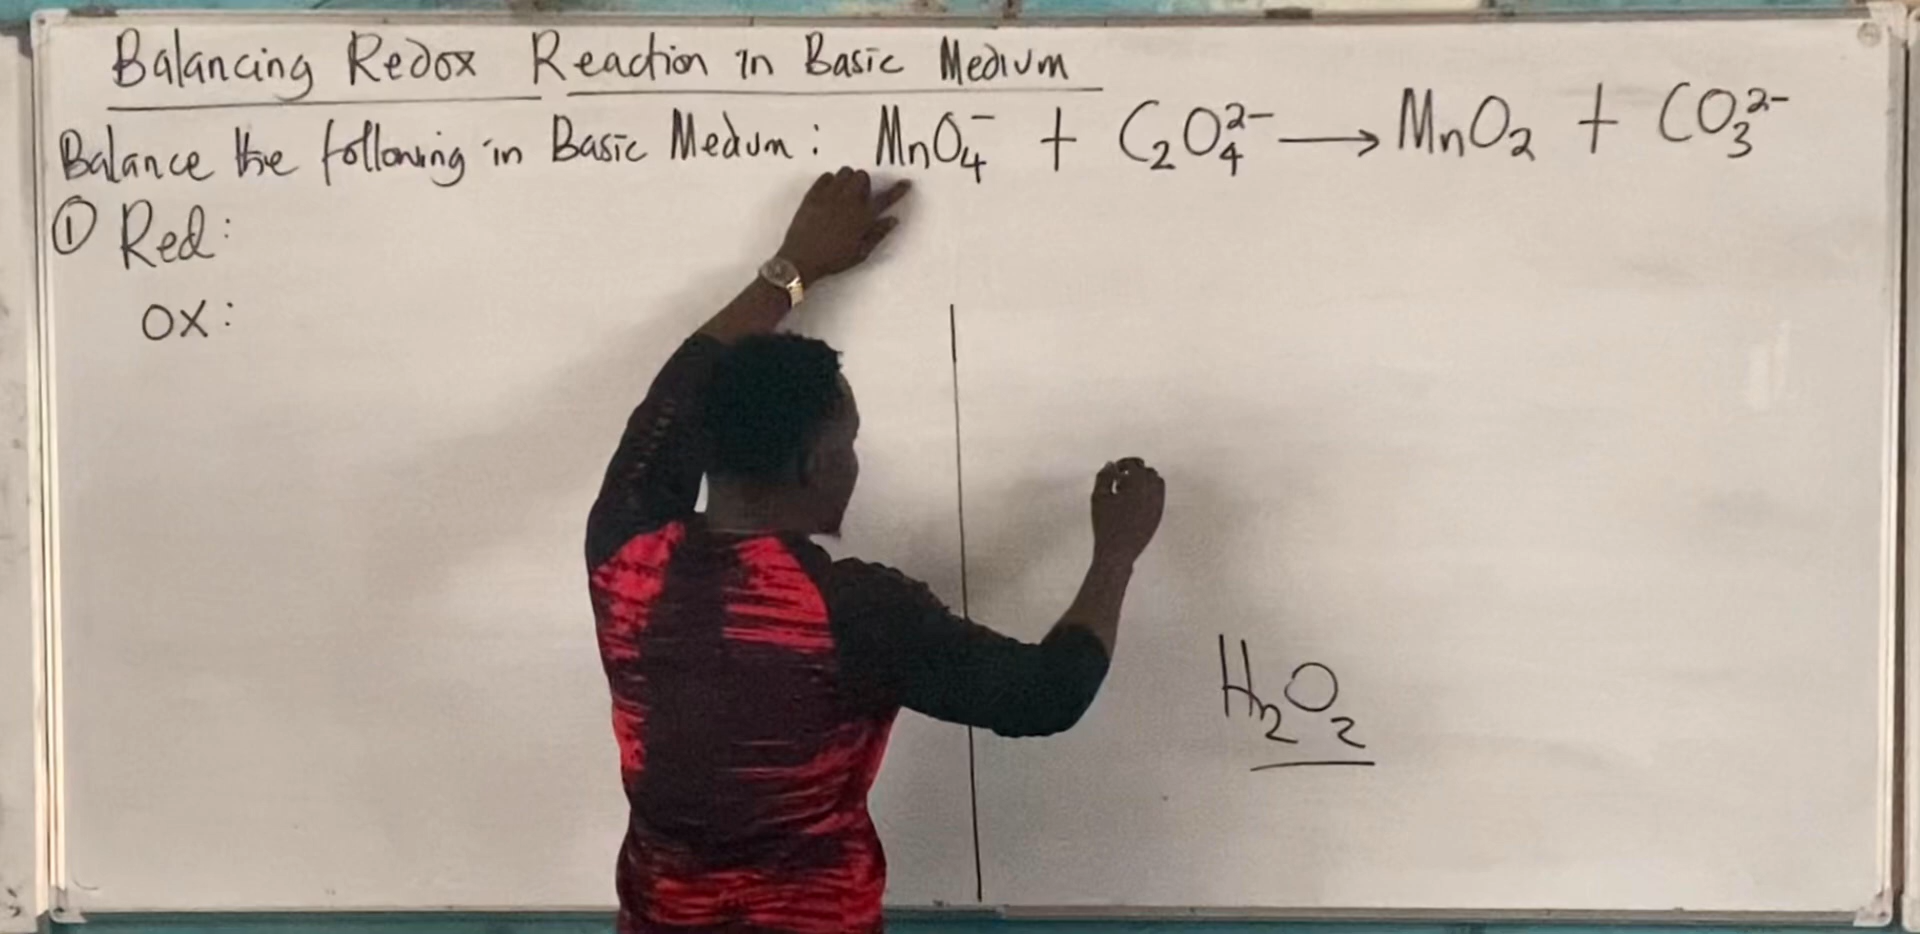 Balancing Redox Reaction in Basic Medium
Balance the following in Basic Medum: MnO₄⁻ + C₂O₄²⁻ → MnO₂ + CO₃²⁻
① Red:
OX:
H₂O₂